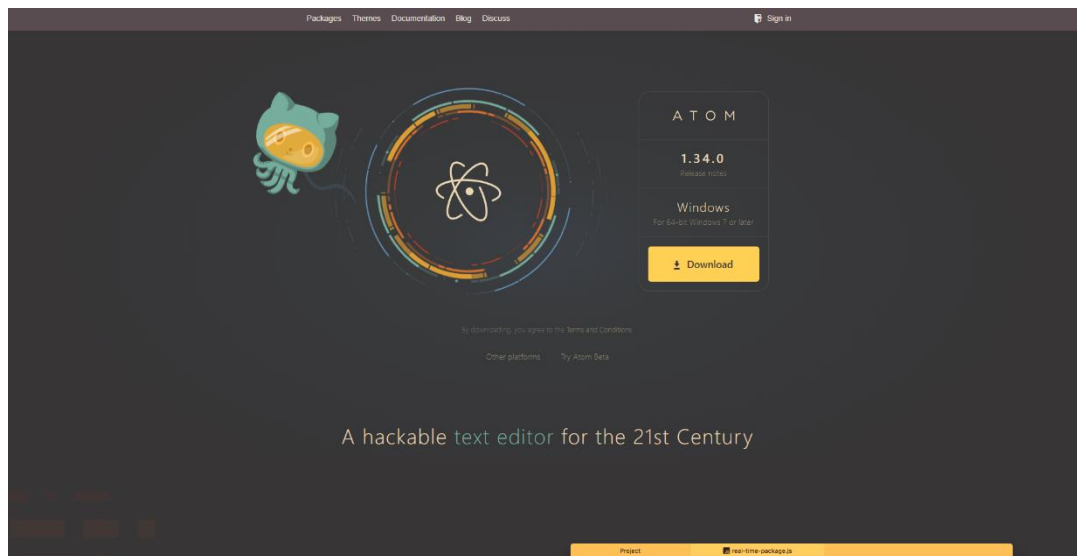 Packages Themes Documentation Blog Discuss Sign in
ATOM
1.34.0
Release notes
Windows
For 64-bit Windows 7 or later
Download
By downloading, you agree to the Terms and Conditions
Other platforms Try Atom Beta
A hackable text editor for the 21st Century
Project real-time-package.js